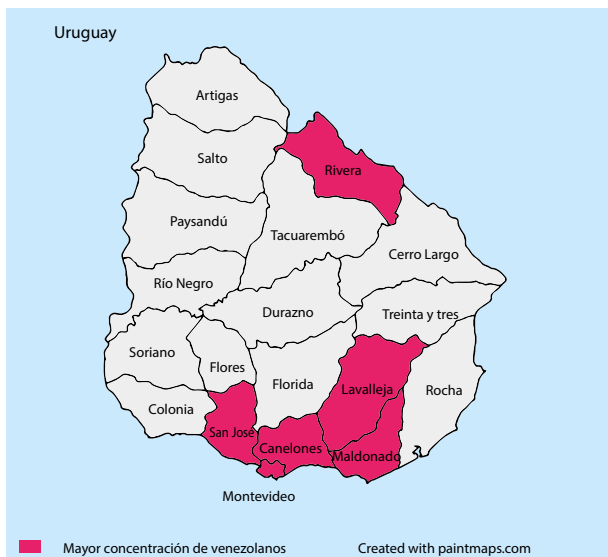 Uruguay
Artigas
Salto
Rivera
Paysandú
Tacuarembó
Cerro Largo
Río Negro
Durazno
Treinta y tres
Soriano
Flores
Florida
Lavalleja
Rocha
Colonia
San José
Canelones
Maldonado
Montevideo
Mayor concentración de venezolanos
Created with paintmaps.com